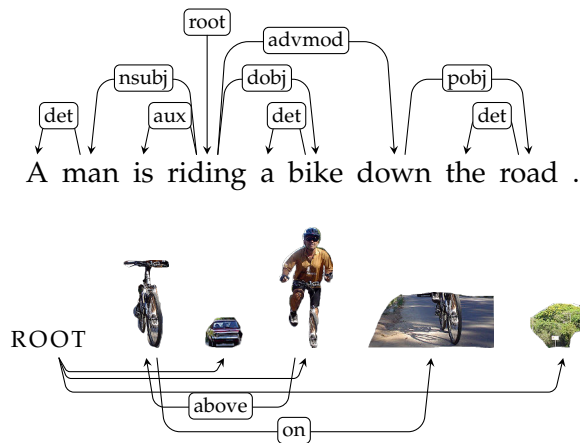 root
advmod
nsubj dobj pobj
det aux det det
A man is riding a bike down the road .
ROOT
above
on